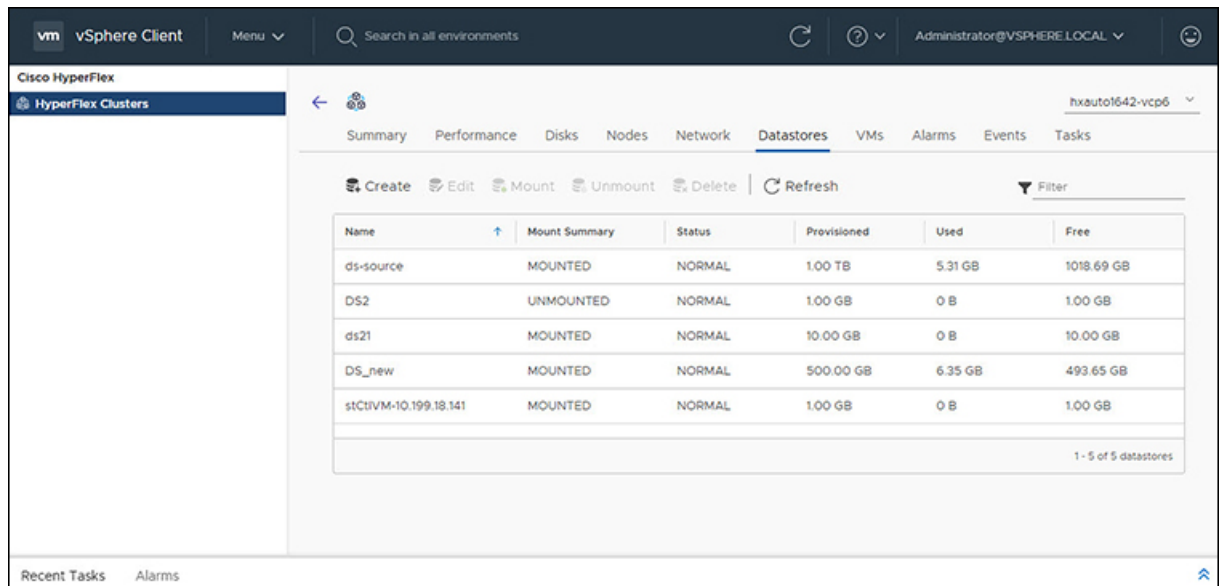 vm vSphere Client Menu Search in all environments Administrator@VSPHERE.LOCAL
Cisco HyperFlex
HyperFlex Clusters
hxauto1642-vcp6
Summary Performance Disks Nodes Network Datastores VMs Alarms Events Tasks
Create Edit Mount Unmount Delete Refresh Filter
Name Mount Summary Status Provisioned Used Free
ds-source MOUNTED NORMAL 1.00 TB 5.31 GB 1018.69 GB
DS2 UNMOUNTED NORMAL 1.00 GB 0 B 1.00 GB
ds21 MOUNTED NORMAL 10.00 GB 0 B 10.00 GB
DS_new MOUNTED NORMAL 500.00 GB 6.35 GB 493.65 GB
stCtlVM-10.199.18.141 MOUNTED NORMAL 1.00 GB 0 B 1.00 GB
1 - 5 of 5 datastores
Recent Tasks Alarms